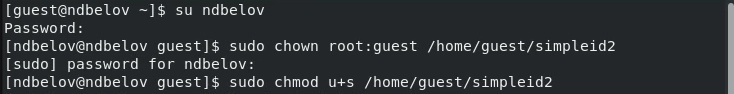 [guest@ndbelov ~]$ su ndbelov
Password:
[ndbelov@ndbelov guest]$ sudo chown root:guest /home/guest/simpleid2
[sudo] password for ndbelov:
[ndbelov@ndbelov guest]$ sudo chmod u+s /home/guest/simpleid2